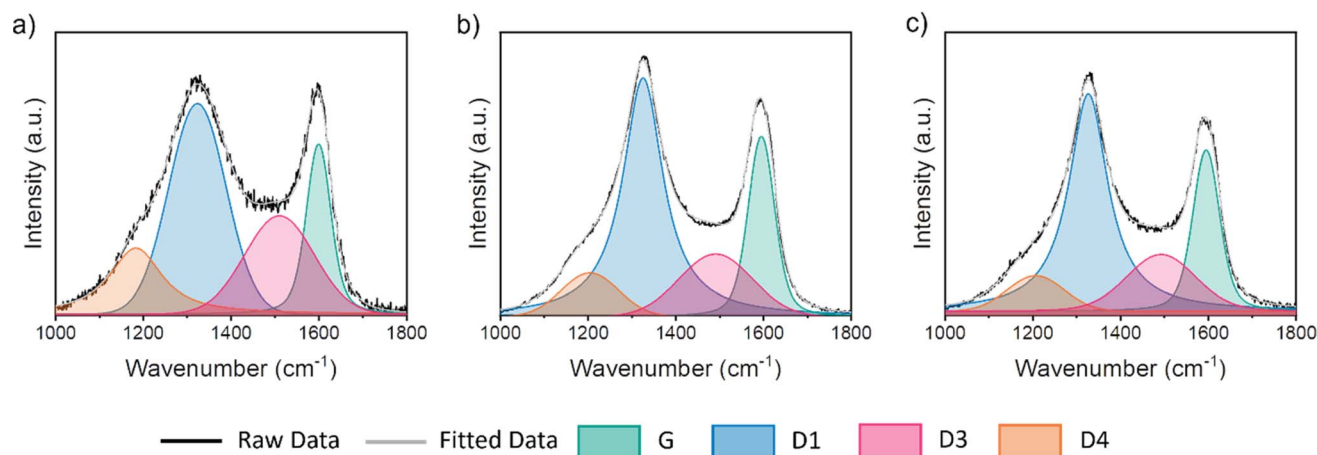 a)
Intensity (a.u.)
1000 1200 1400 1600 1800
Wavenumber (cm⁻¹)
b)
Intensity (a.u.)
1000 1200 1400 1600 1800
Wavenumber (cm⁻¹)
c)
Intensity (a.u.)
1000 1200 1400 1600 1800
Wavenumber (cm⁻¹)
Raw Data Fitted Data G D1 D3 D4